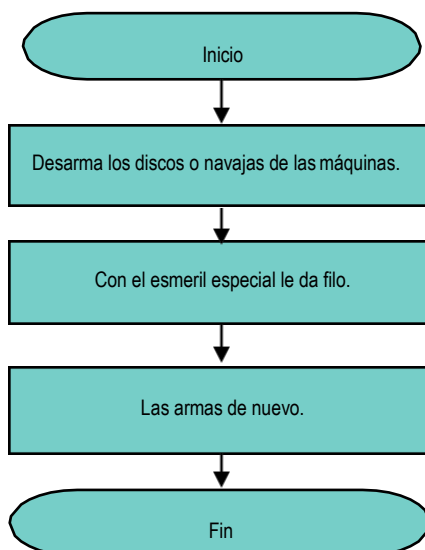 Inicio
Desarma los discos o navajas de las máquinas.
Con el esmeril especial le da filo.
Las armas de nuevo.
Fin